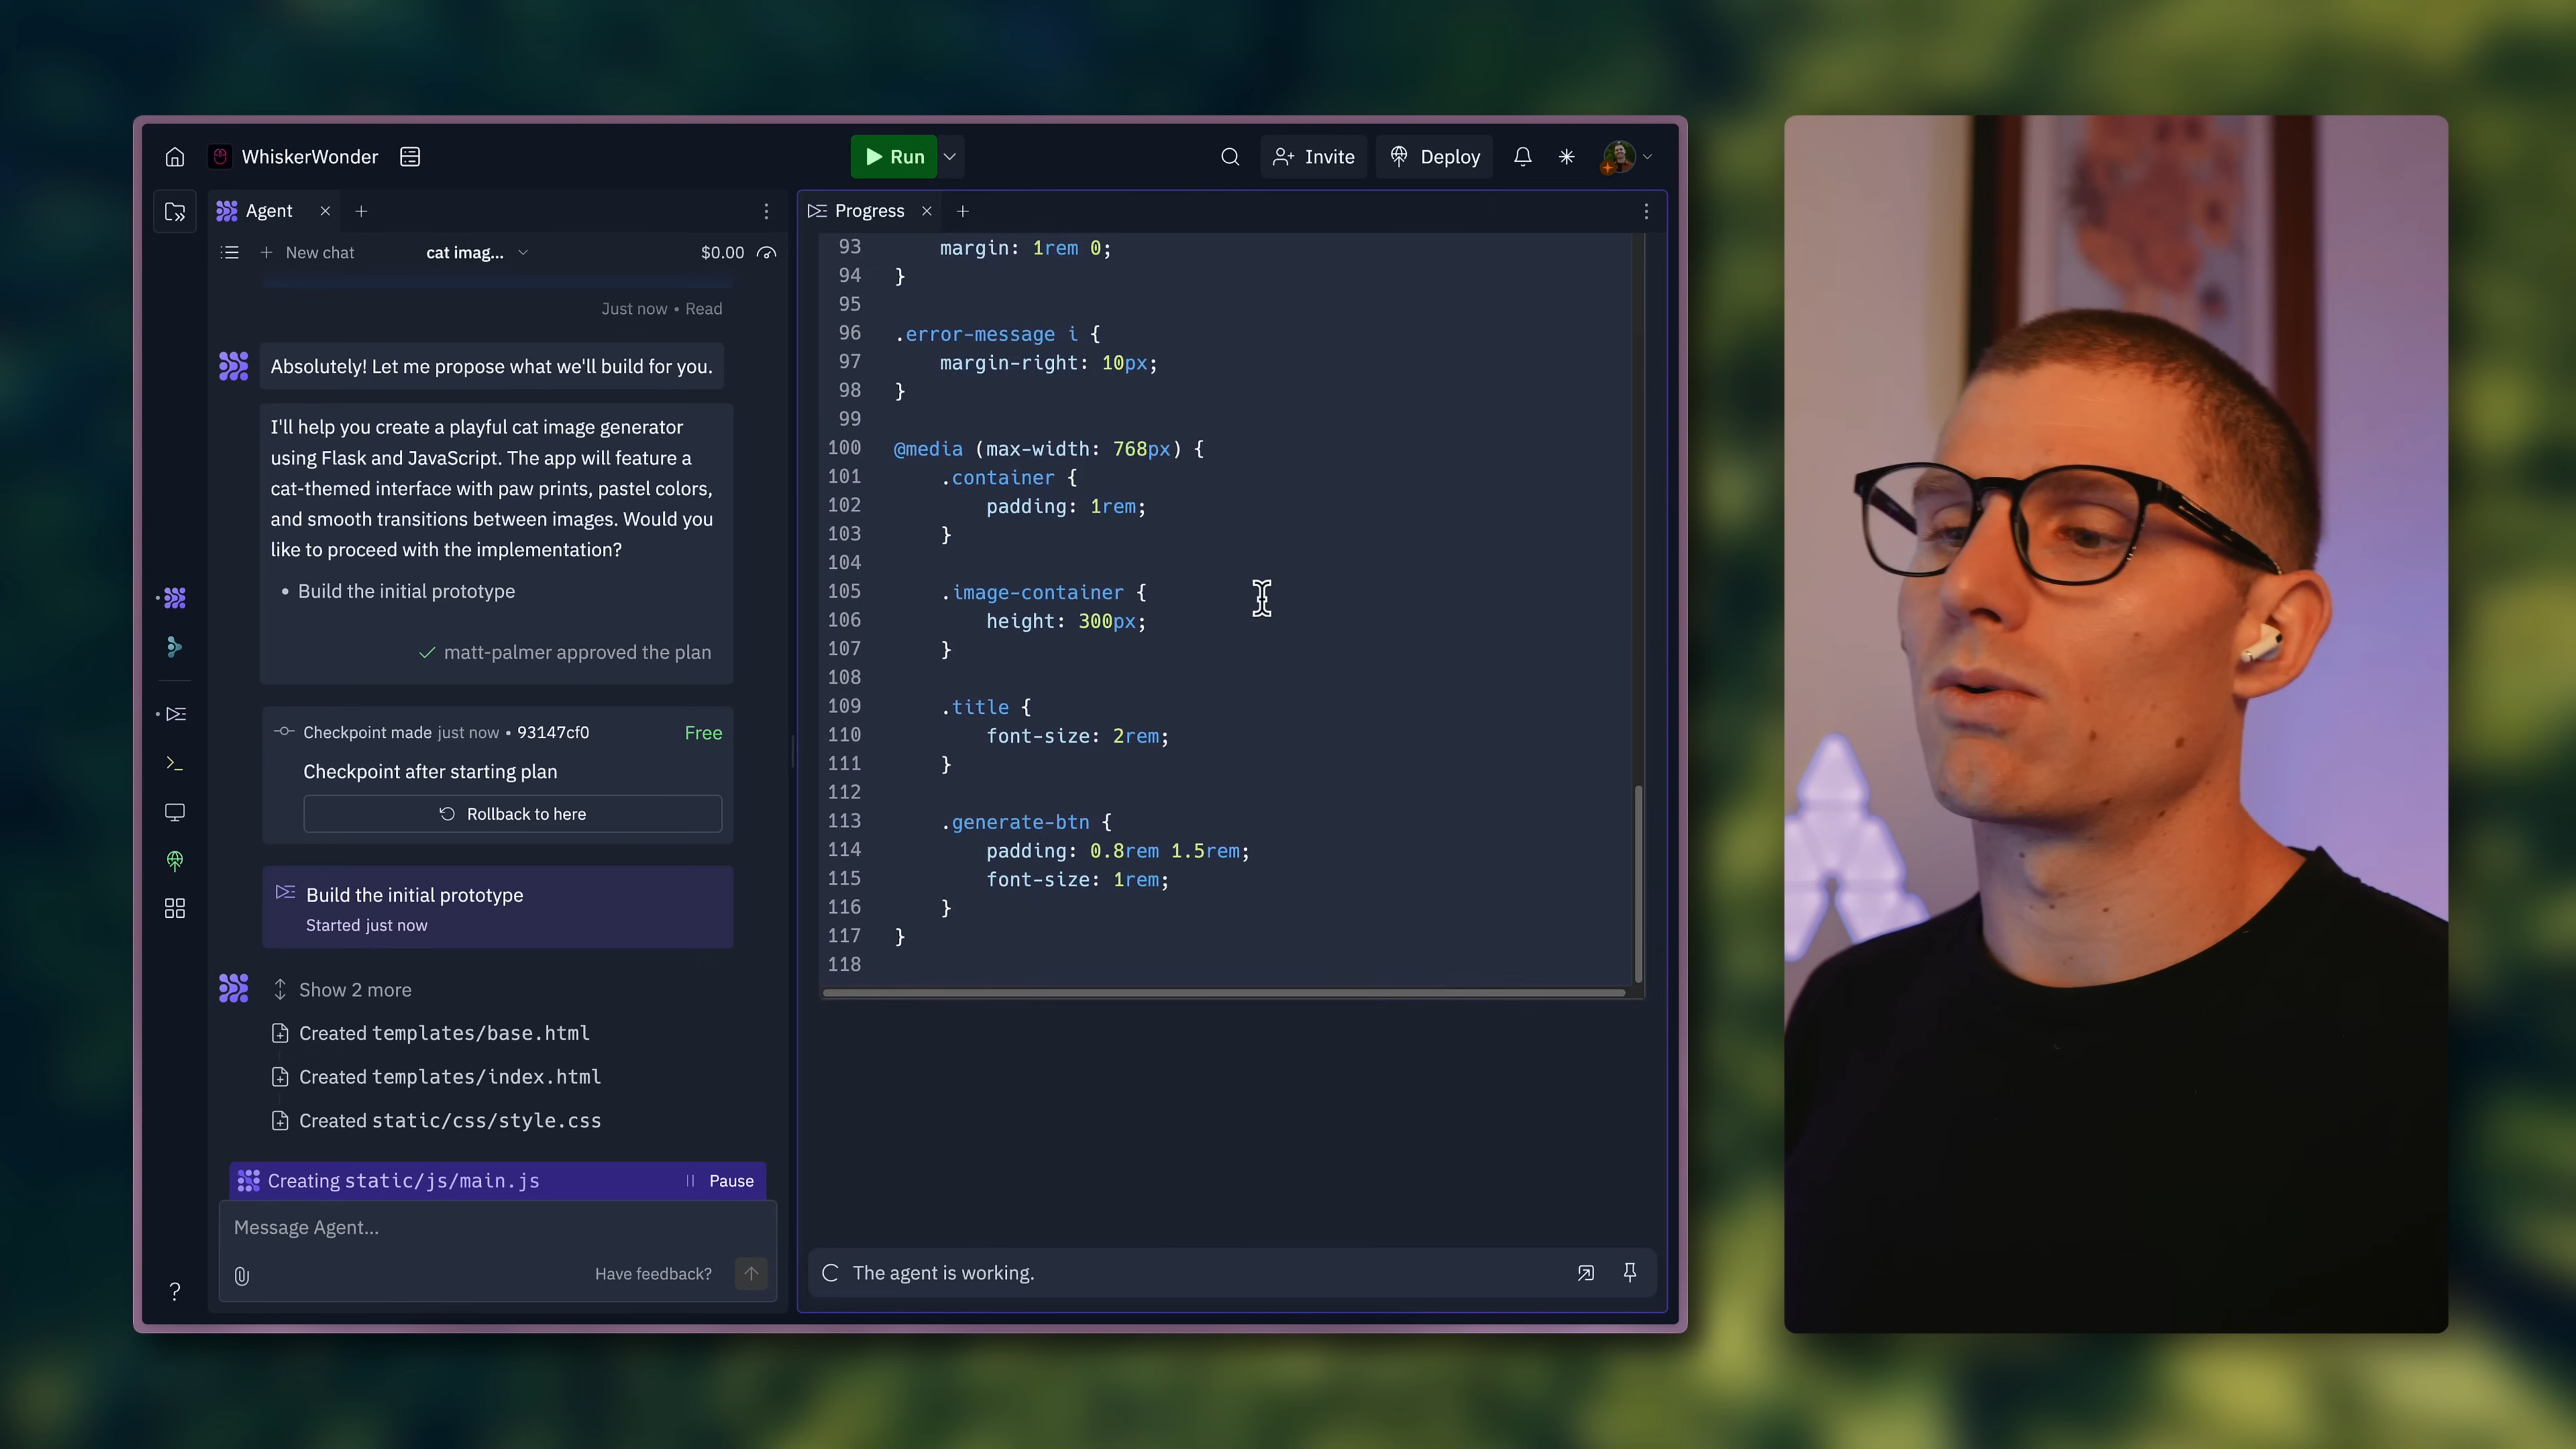 WhiskerWonder
Run
Invite
Deploy
Agent
New chat
cat imag...
$0.00
Just now • Read
Absolutely! Let me propose what we'll build for you.
I'll help you create a playful cat image generator
using Flask and JavaScript. The app will feature a
cat-themed interface with paw prints, pastel colors,
and smooth transitions between images. Would you
like to proceed with the implementation?
• Build the initial prototype
matt-palmer approved the plan
Checkpoint made just now • 93147cf0
Free
Checkpoint after starting plan
Rollback to here
Build the initial prototype
Started just now
Show 2 more
Created templates/base.html
Created templates/index.html
Created static/css/style.css
Creating static/js/main.js
Pause
Message Agent...
Have feedback?
?
Progress
93 margin: 1rem 0;
94 }
95
96 .error-message i {
97 margin-right: 10px;
98 }
99
100 @media (max-width: 768px) {
101 .container {
102 padding: 1rem;
103 }
104
105 .image-container {
106 height: 300px;
107 }
108
109 .title {
110 font-size: 2rem;
111 }
112
113 .generate-btn {
114 padding: 0.8rem 1.5rem;
115 font-size: 1rem;
116 }
117 }
118
The agent is working.